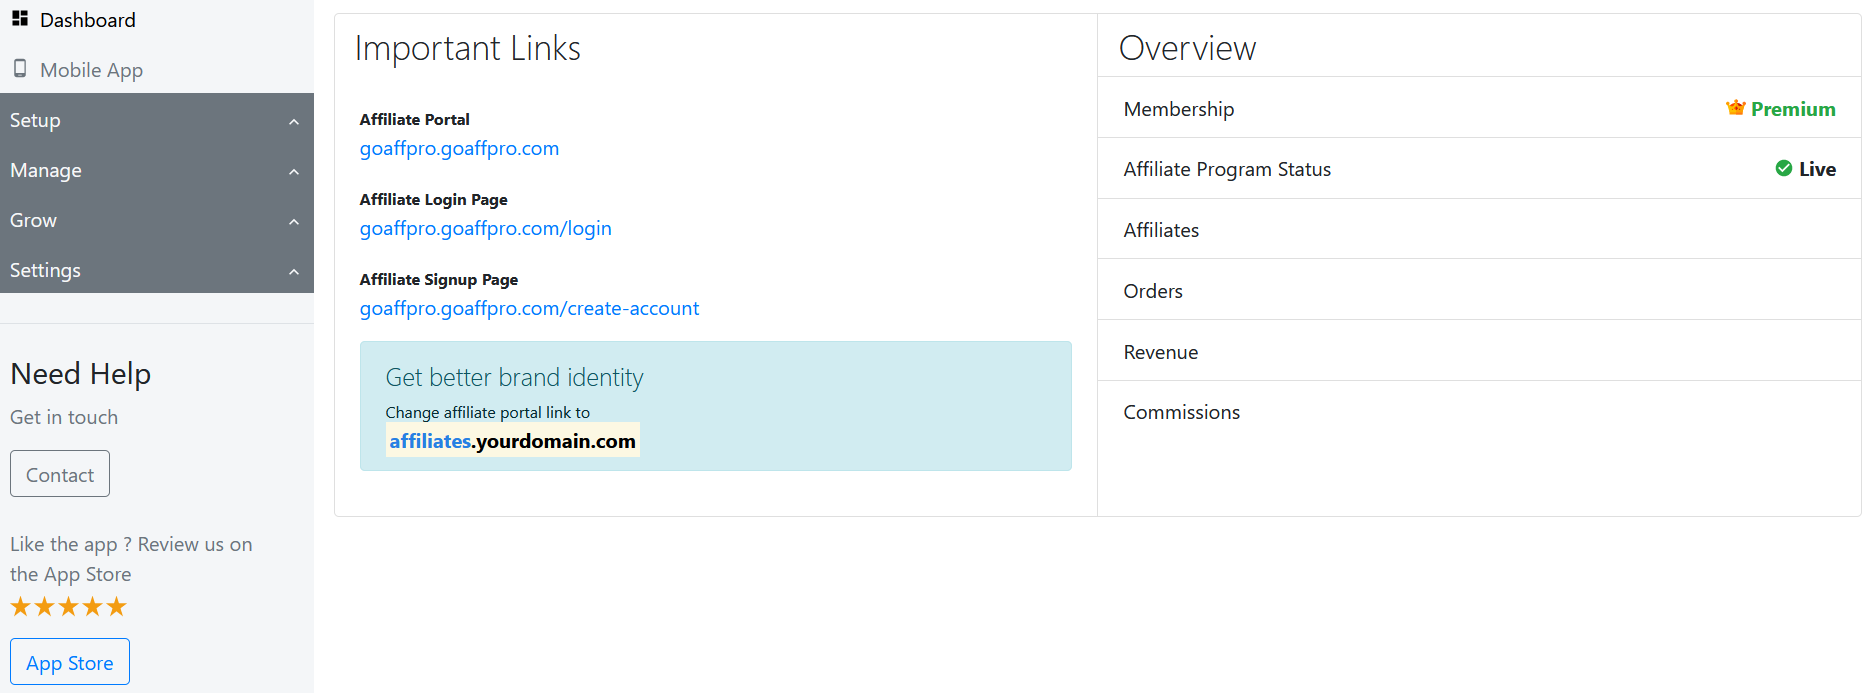 Dashboard
Mobile App
Setup
Manage
Grow
Settings
Need Help
Get in touch
Contact
Like the app ? Review us on
the App Store
App Store
Important Links
Affiliate Portal
goaffpro.goaffpro.com
Affiliate Login Page
goaffpro.goaffpro.com/login
Affiliate Signup Page
goaffpro.goaffpro.com/create-account
Get better brand identity
Change affiliate portal link to
affiliates.yourdomain.com
Overview
Membership Premium
Affiliate Program Status Live
Affiliates
Orders
Revenue
Commissions